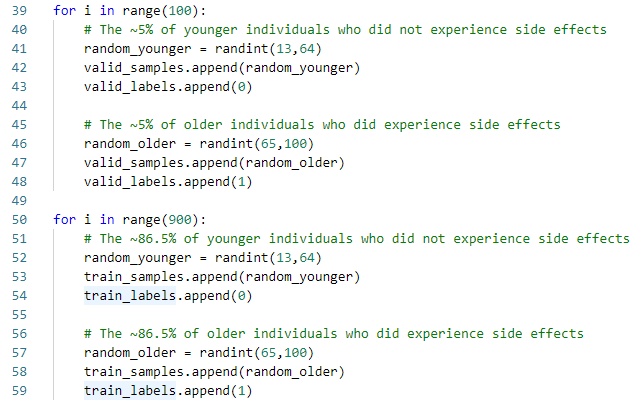 39 for i in range(100):
40     # The ~5% of younger individuals who did not experience side effects
41     random_younger = randint(13,64)
42     valid_samples.append(random_younger)
43     valid_labels.append(0)
44
45     # The ~5% of older individuals who did experience side effects
46     random_older = randint(65,100)
47     valid_samples.append(random_older)
48     valid_labels.append(1)
49
50 for i in range(900):
51     # The ~86.5% of younger individuals who did not experience side effects
52     random_younger = randint(13,64)
53     train_samples.append(random_younger)
54     train_labels.append(0)
55
56     # The ~86.5% of older individuals who did experience side effects
57     random_older = randint(65,100)
58     train_samples.append(random_older)
59     train_labels.append(1)